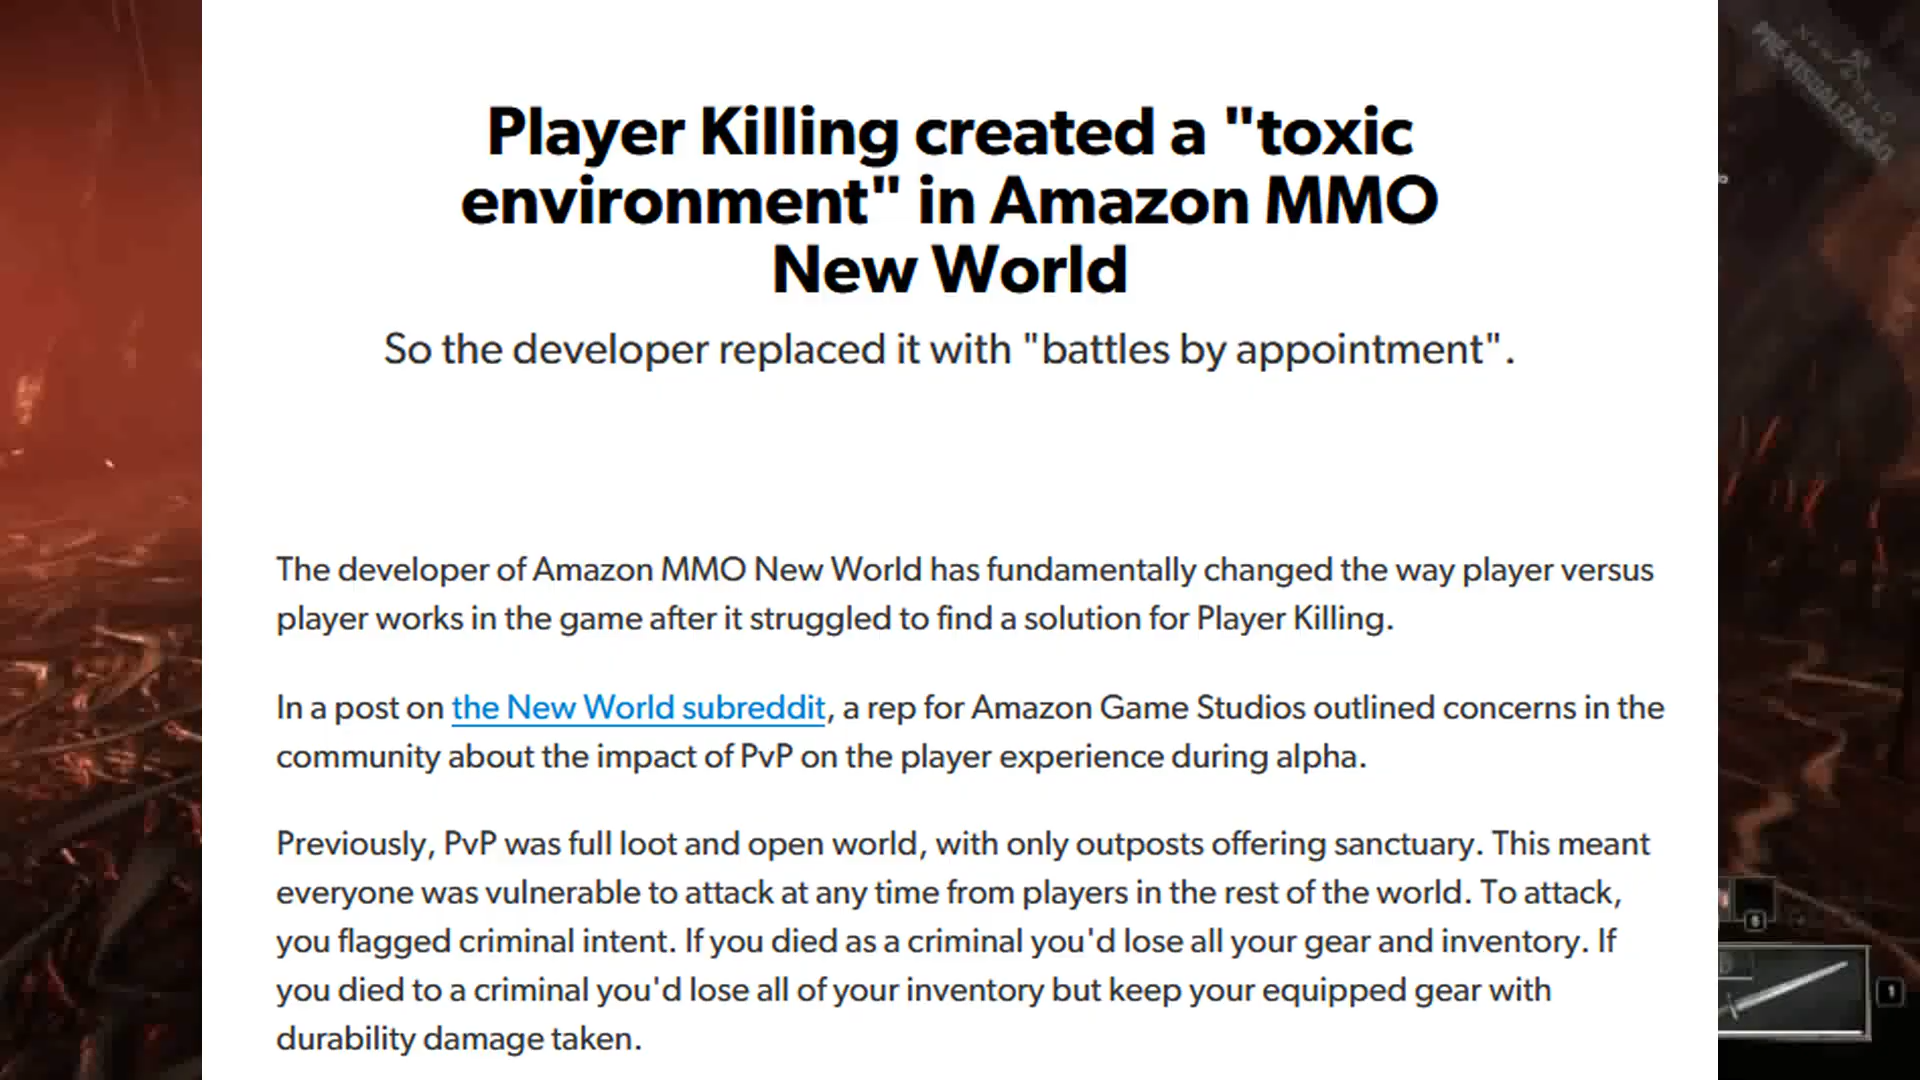 Player Killing created a "toxic
environment" in Amazon MMO
New World
So the developer replaced it with "battles by appointment".
The developer of Amazon MMO New World has fundamentally changed the way player versus
player works in the game after it struggled to find a solution for Player Killing.
In a post on the New World subreddit, a rep for Amazon Game Studios outlined concerns in the
community about the impact of PvP on the player experience during alpha.
Previously, PvP was full loot and open world, with only outposts offering sanctuary. This meant
everyone was vulnerable to attack at any time from players in the rest of the world. To attack,
you flagged criminal intent. If you died as a criminal you'd lose all your gear and inventory. If
you died to a criminal you'd lose all of your inventory but keep your equipped gear with
durability damage taken.
PRÉ-VISUALIZAÇÃO
1